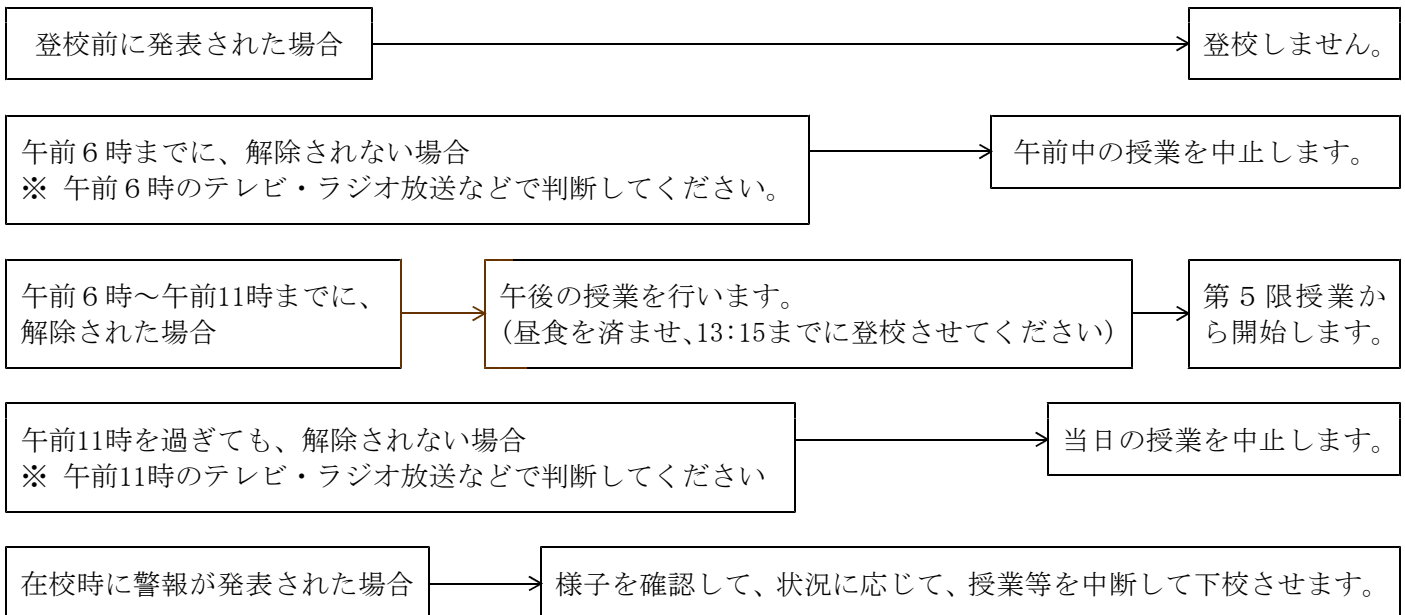 登校前に発表された場合
登校しません。
午前６時までに、解除されない場合
※ 午前６時のテレビ・ラジオ放送などで判断してください。
午前中の授業を中止します。
午前６時～午前11時までに、
解除された場合
午後の授業を行います。
(昼食を済ませ、13:15までに登校させてください)
第５限授業か
ら開始します。
午前11時を過ぎても、解除されない場合
※ 午前11時のテレビ・ラジオ放送などで判断してください
当日の授業を中止します。
在校時に警報が発表された場合
様子を確認して、状況に応じて、授業等を中断して下校させます。